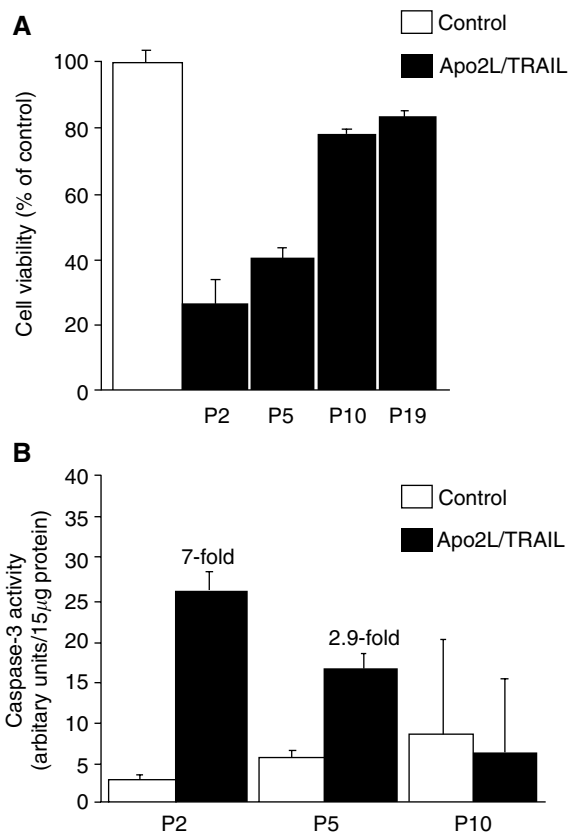 A
Control
Apo2L/TRAIL
Cell viability (% of control)
100
80
60
40
20
0
P2 P5 P10 P19
B
Control
Apo2L/TRAIL
Caspase-3 activity
(arbitary units/15µg protein)
40
35
30
25
20
15
10
5
0
7-fold
2.9-fold
P2 P5 P10